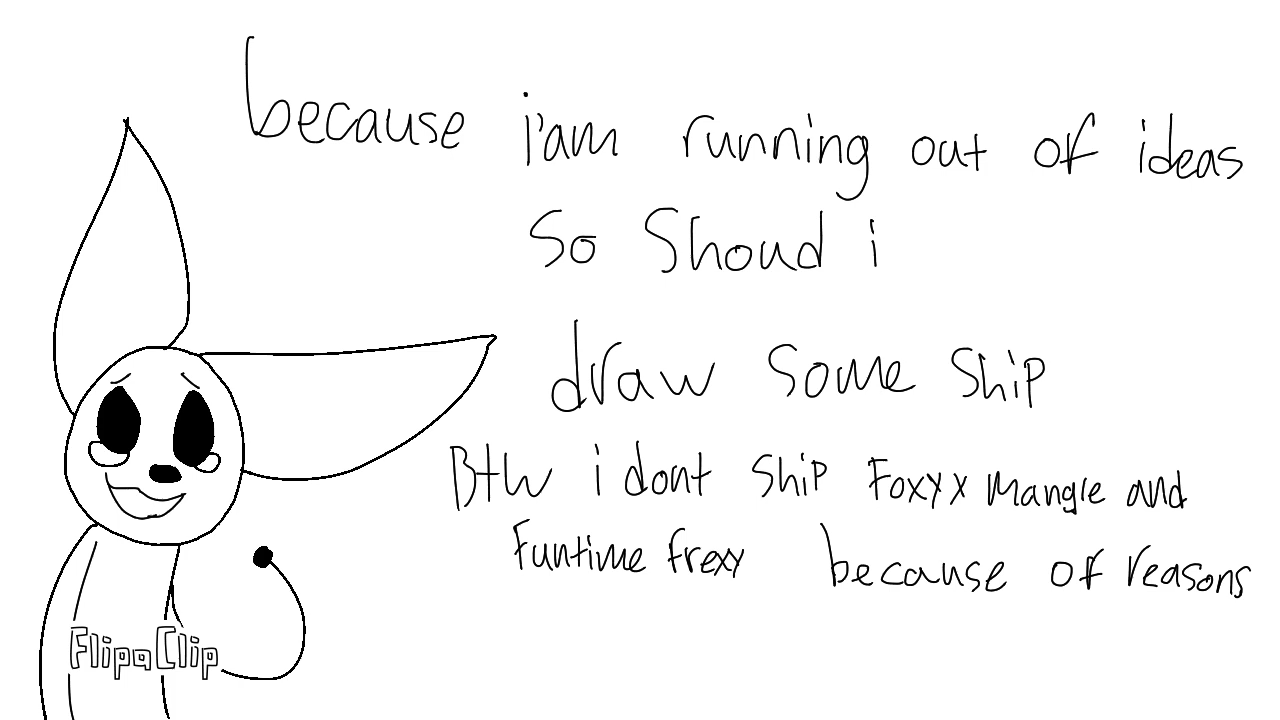 because i'am running out of ideas
So Shoud i
draw some ship
Btw i dont ship Foxy x Mangle and
Funtime frexy because of reasons
FlipaClip